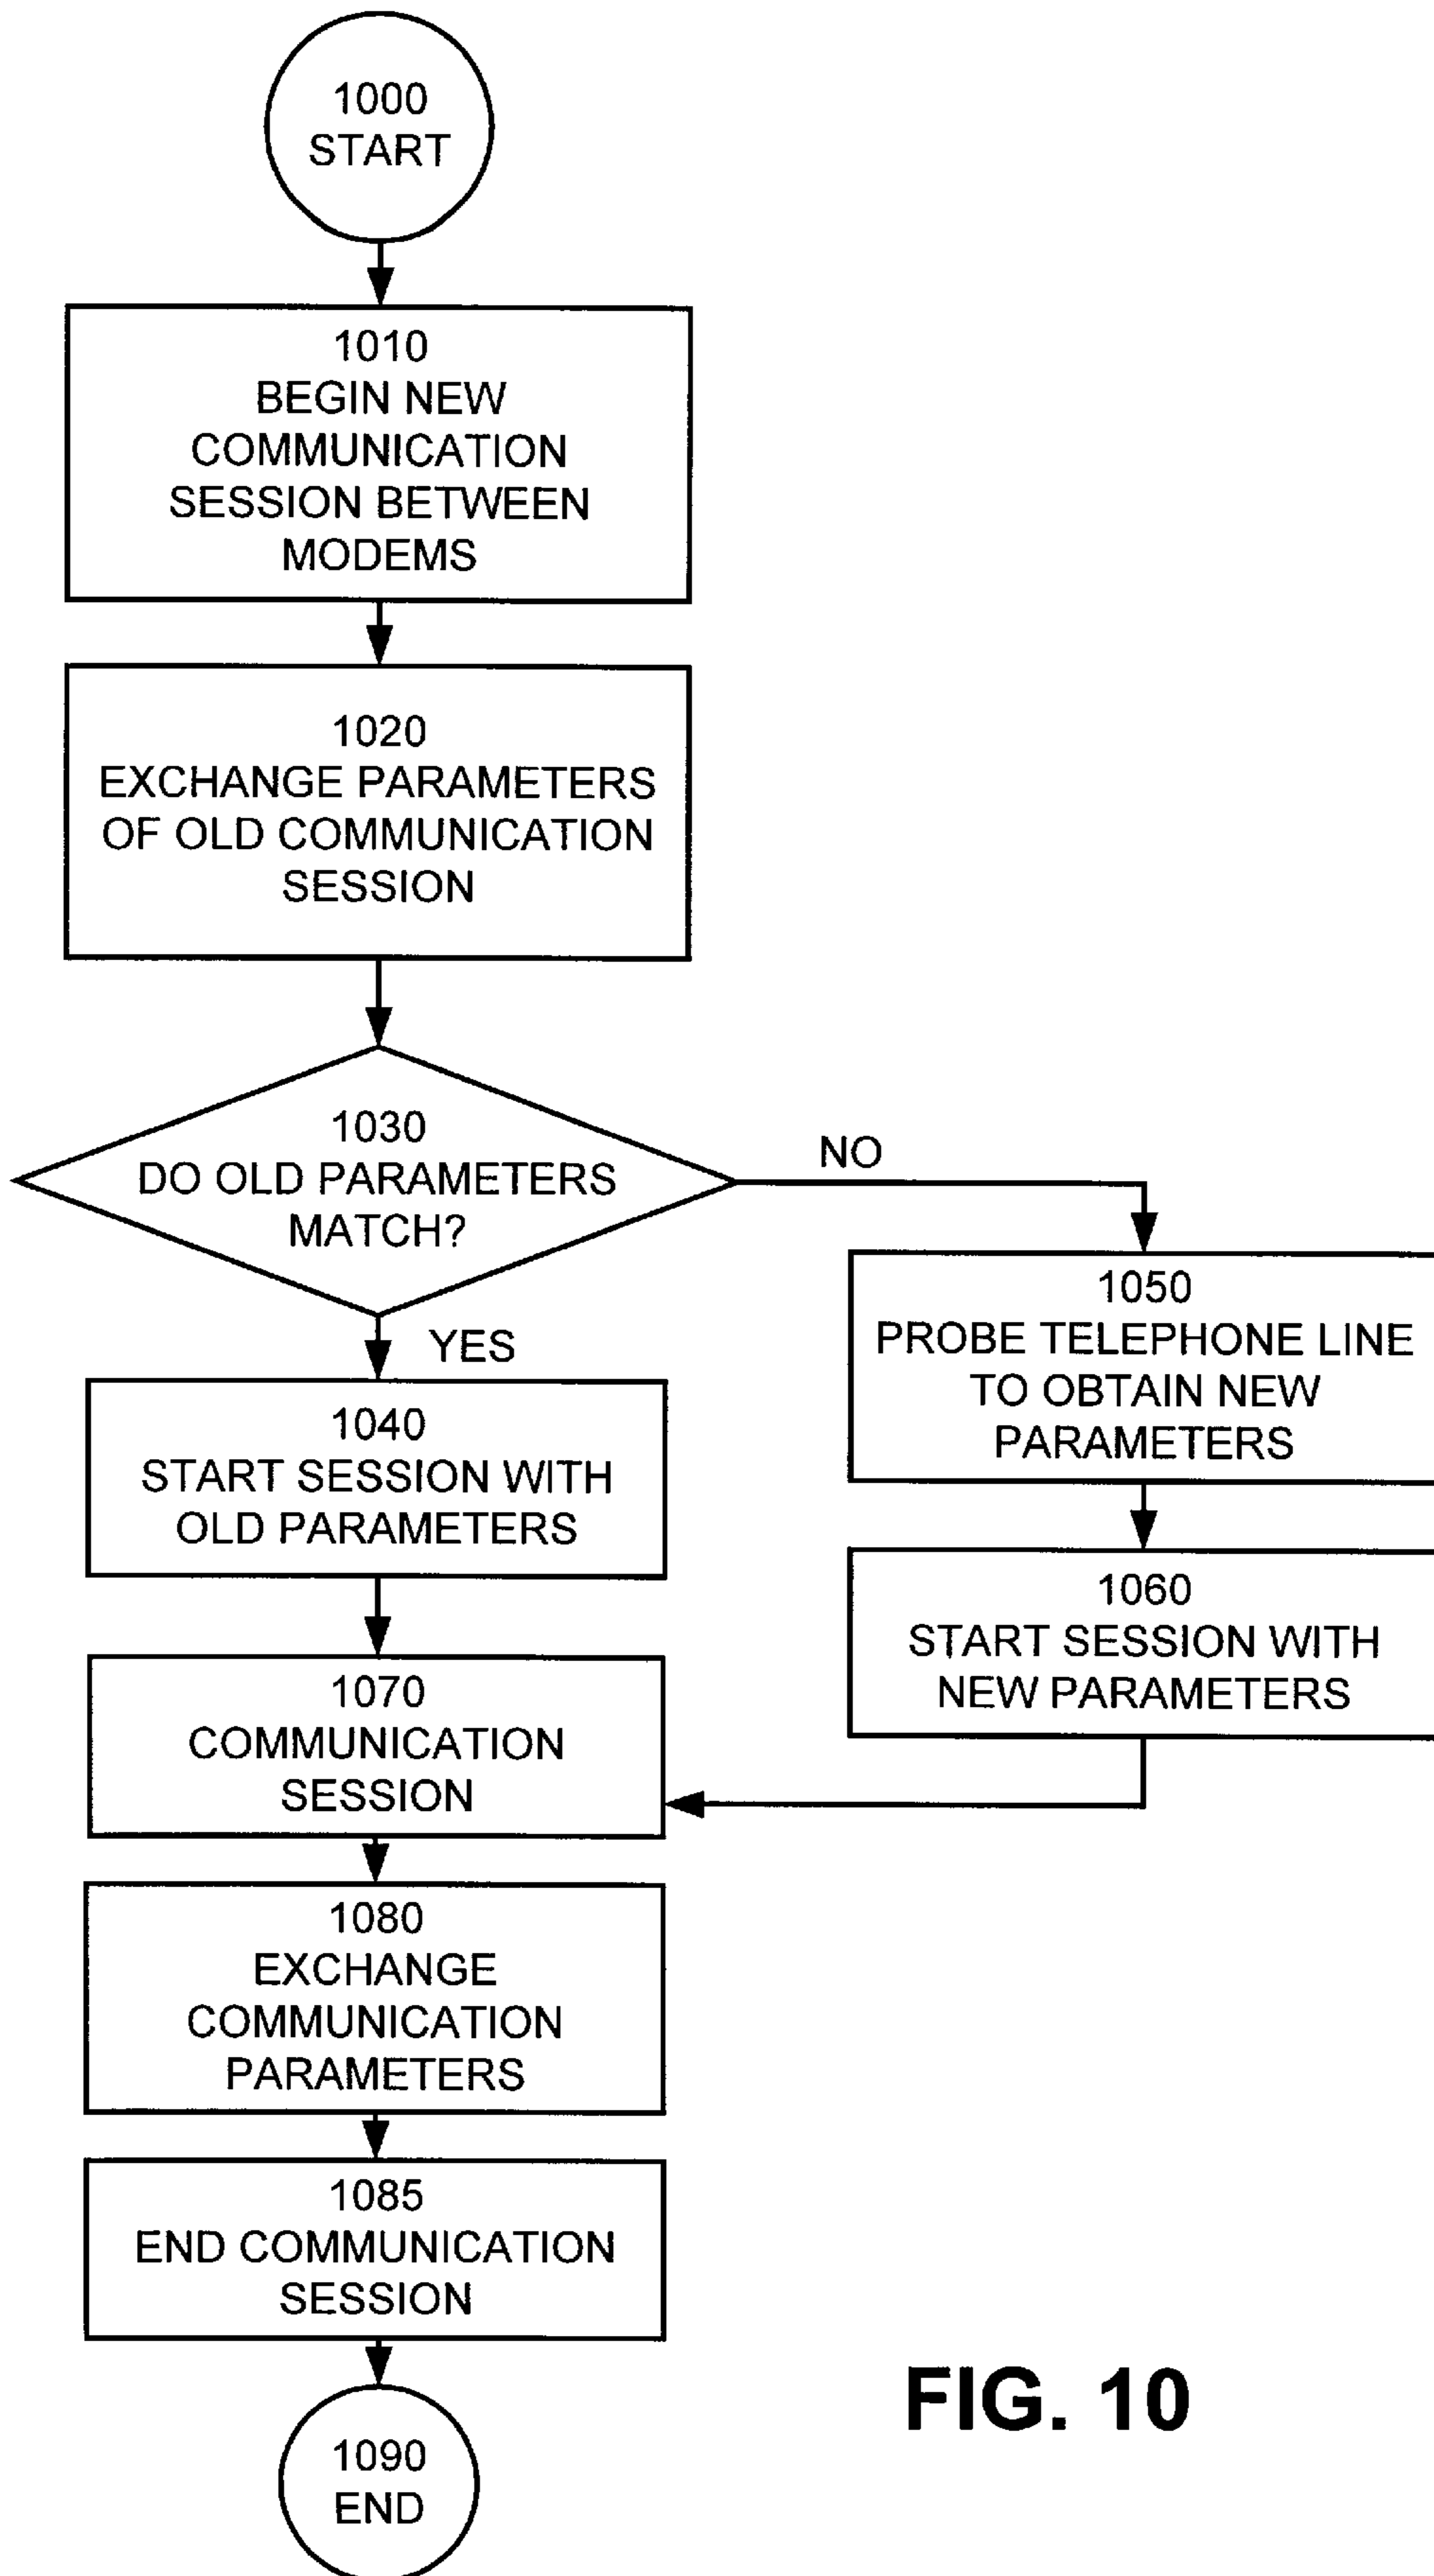 1000
START
1010
BEGIN NEW
COMMUNICATION
SESSION BETWEEN
MODEMS
1020
EXCHANGE PARAMETERS
OF OLD COMMUNICATION
SESSION
1030
DO OLD PARAMETERS
MATCH?
NO
YES
1040
START SESSION WITH
OLD PARAMETERS
1050
PROBE TELEPHONE LINE
TO OBTAIN NEW
PARAMETERS
1060
START SESSION WITH
NEW PARAMETERS
1070
COMMUNICATION
SESSION
1080
EXCHANGE
COMMUNICATION
PARAMETERS
1085
END COMMUNICATION
SESSION
1090
END
FIG. 10